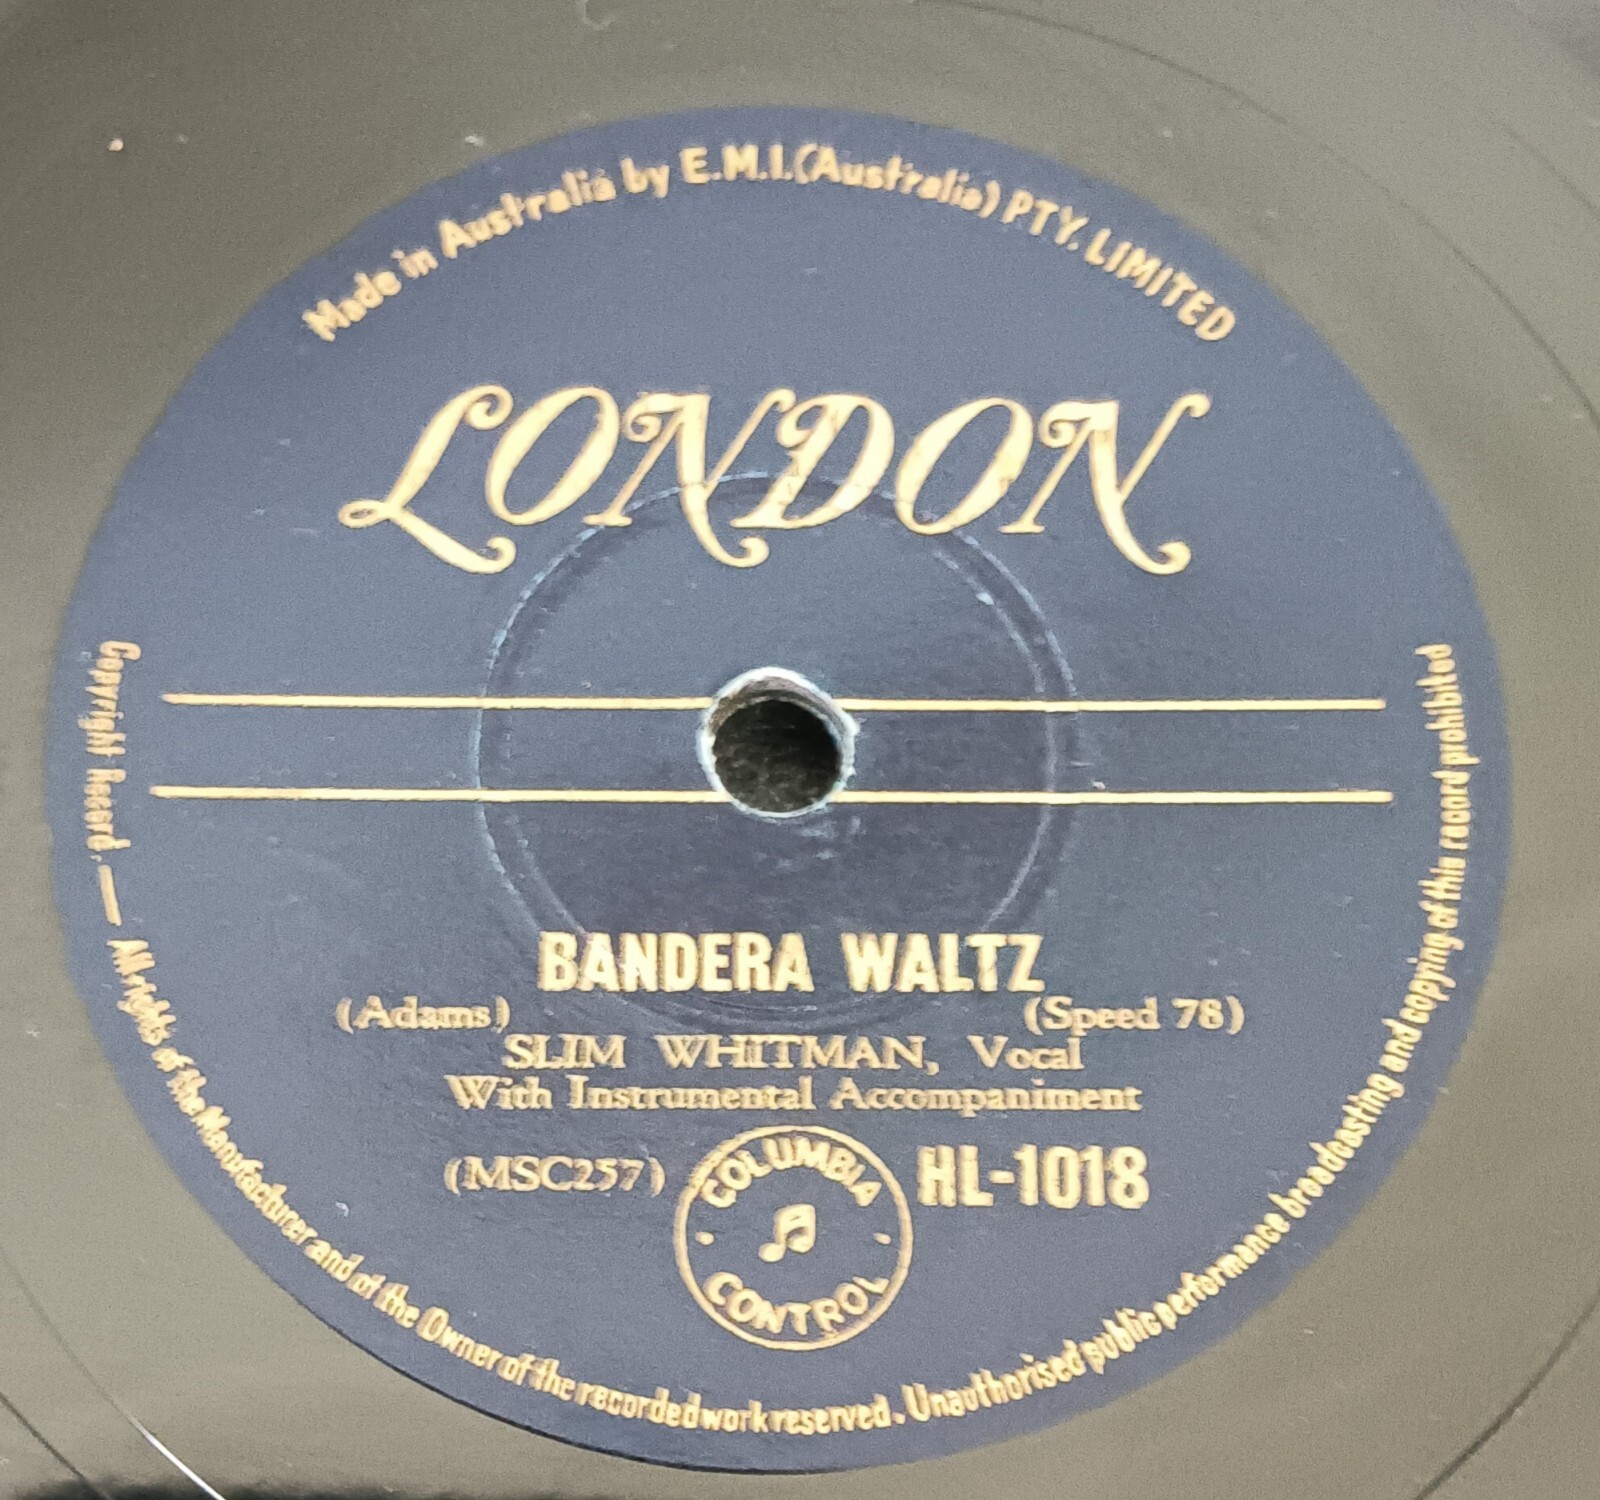 Made in Australia by E.M.I.(Australia) PTY. LIMITED
LONDON
BANDERA WALTZ
(Adams) (Speed 78)
SLIM WHITMAN, Vocal
With Instrumental Accompaniment
(MSC257) HL-1018
COLUMBIA
CONTROL
Copyright Record. — All rights of the Manufacturer and of the Owner of the recorded work reserved. Unauthorised public performance broadcasting and copying of this record prohibited